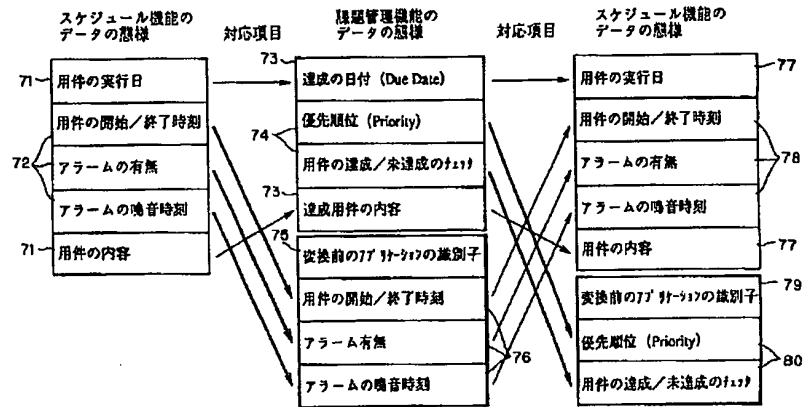 スケジュール機能の
データの態様
対応項目
課題管理機能の
データの態様
対応項目
スケジュール機能の
データの態様
71
用件の実行日
用件の開始/終了時刻
72
アラームの有無
アラームの鳴音時刻
71
用件の内容
73
達成の日付 (Due Date)
優先順位 (Priority)
74
用件の達成/未達成のチェック
73
達成用件の内容
75
変換前のアプリケーションの識別子
用件の開始/終了時刻
アラーム有無
76
アラームの鳴音時刻
77
用件の実行日
用件の開始/終了時刻
アラームの有無
78
アラームの鳴音時刻
用件の内容
77
79
変換前のアプリケーションの識別子
優先順位 (Priority)
80
用件の達成/未達成のチェック